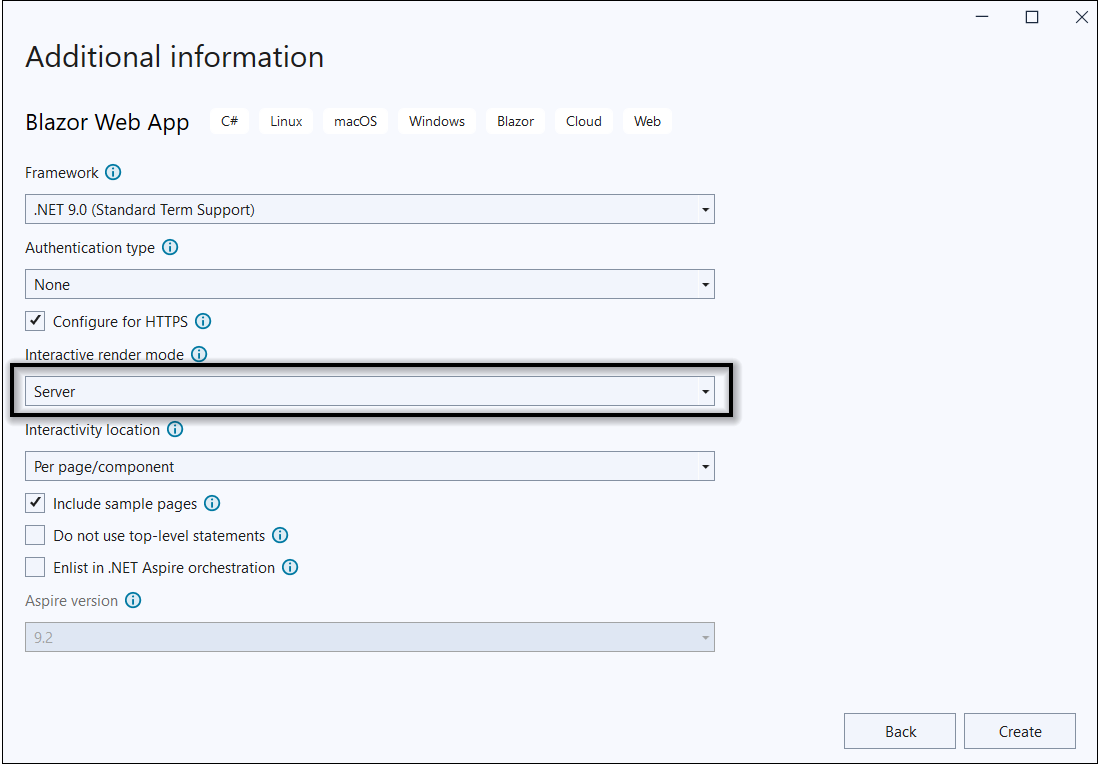 Additional information
Blazor Web App C# Linux macOS Windows Blazor Cloud Web
Framework
.NET 9.0 (Standard Term Support)
Authentication type
None
Configure for HTTPS
Interactive render mode
Server
Interactivity location
Per page/component
Include sample pages
Do not use top-level statements
Enlist in .NET Aspire orchestration
Aspire version
9.2
Back Create